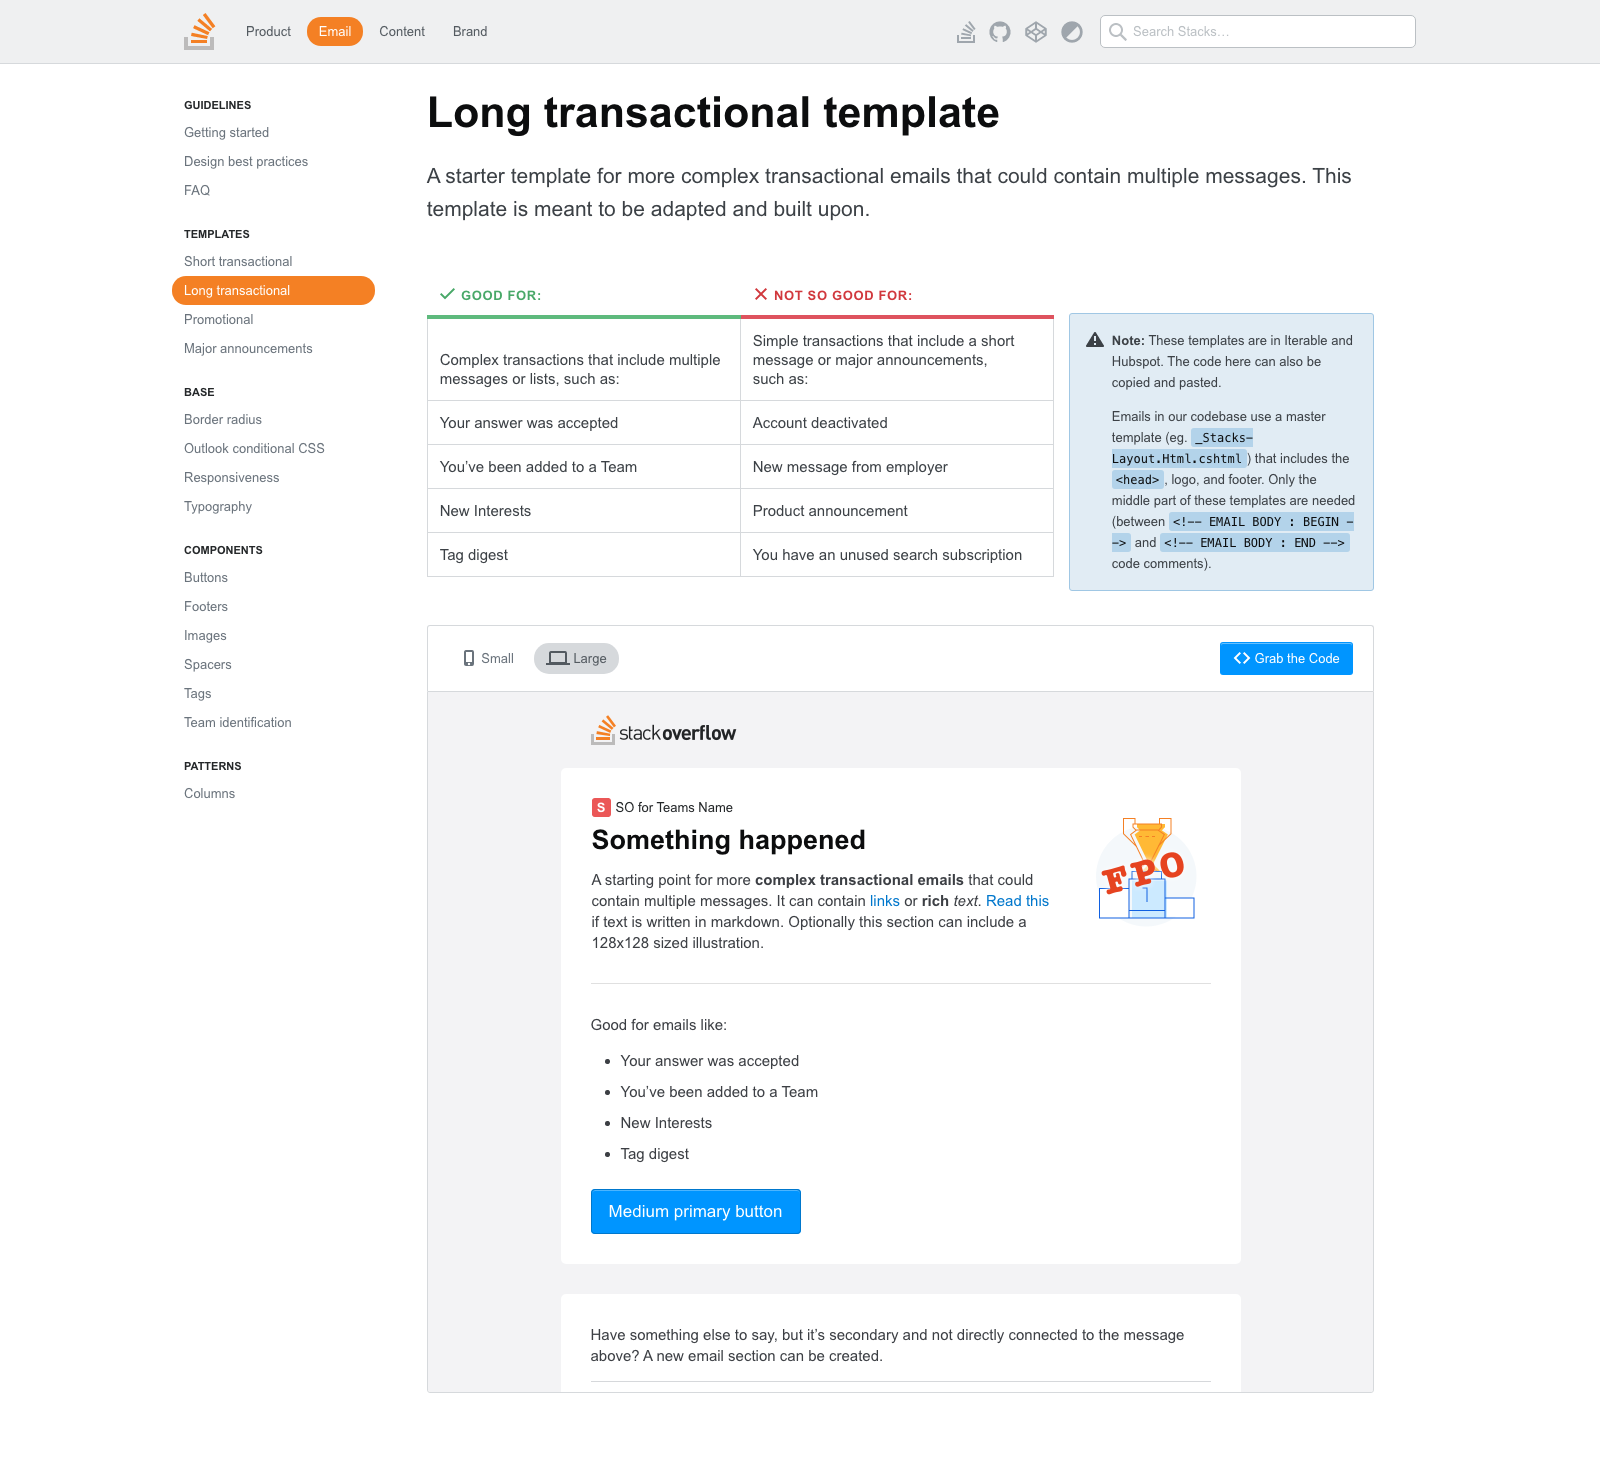 Product
Email
Content
Brand
Search Stacks...
GUIDELINES
Getting started
Design best practices
FAQ
TEMPLATES
Short transactional
Long transactional
Promotional
Major announcements
BASE
Border radius
Outlook conditional CSS
Responsiveness
Typography
COMPONENTS
Buttons
Footers
Images
Spacers
Tags
Team identification
PATTERNS
Columns
Long transactional template
A starter template for more complex transactional emails that could contain multiple messages. This
template is meant to be adapted and built upon.
GOOD FOR:
NOT SO GOOD FOR:
Complex transactions that include multiple
messages or lists, such as:
Simple transactions that include a short
message or major announcements,
such as:
Your answer was accepted
Account deactivated
You’ve been added to a Team
New message from employer
New Interests
Product announcement
Tag digest
You have an unused search subscription
Note: These templates are in Iterable and
Hubspot. The code here can also be
copied and pasted.
Emails in our codebase use a master
template (eg. _Stacks-
Layout.Html.cshtml) that includes the
<head>, logo, and footer. Only the
middle part of these templates are needed
(between <!-- EMAIL BODY : BEGIN -
-> and <!-- EMAIL BODY : END -->
code comments).
Small
Large
Grab the Code
stackoverflow
S SO for Teams Name
Something happened
A starting point for more complex transactional emails that could
contain multiple messages. It can contain links or rich text. Read this
if text is written in markdown. Optionally this section can include a
128x128 sized illustration.
FPO
1
Good for emails like:
• Your answer was accepted
• You’ve been added to a Team
• New Interests
• Tag digest
Medium primary button
Have something else to say, but it’s secondary and not directly connected to the message
above? A new email section can be created.